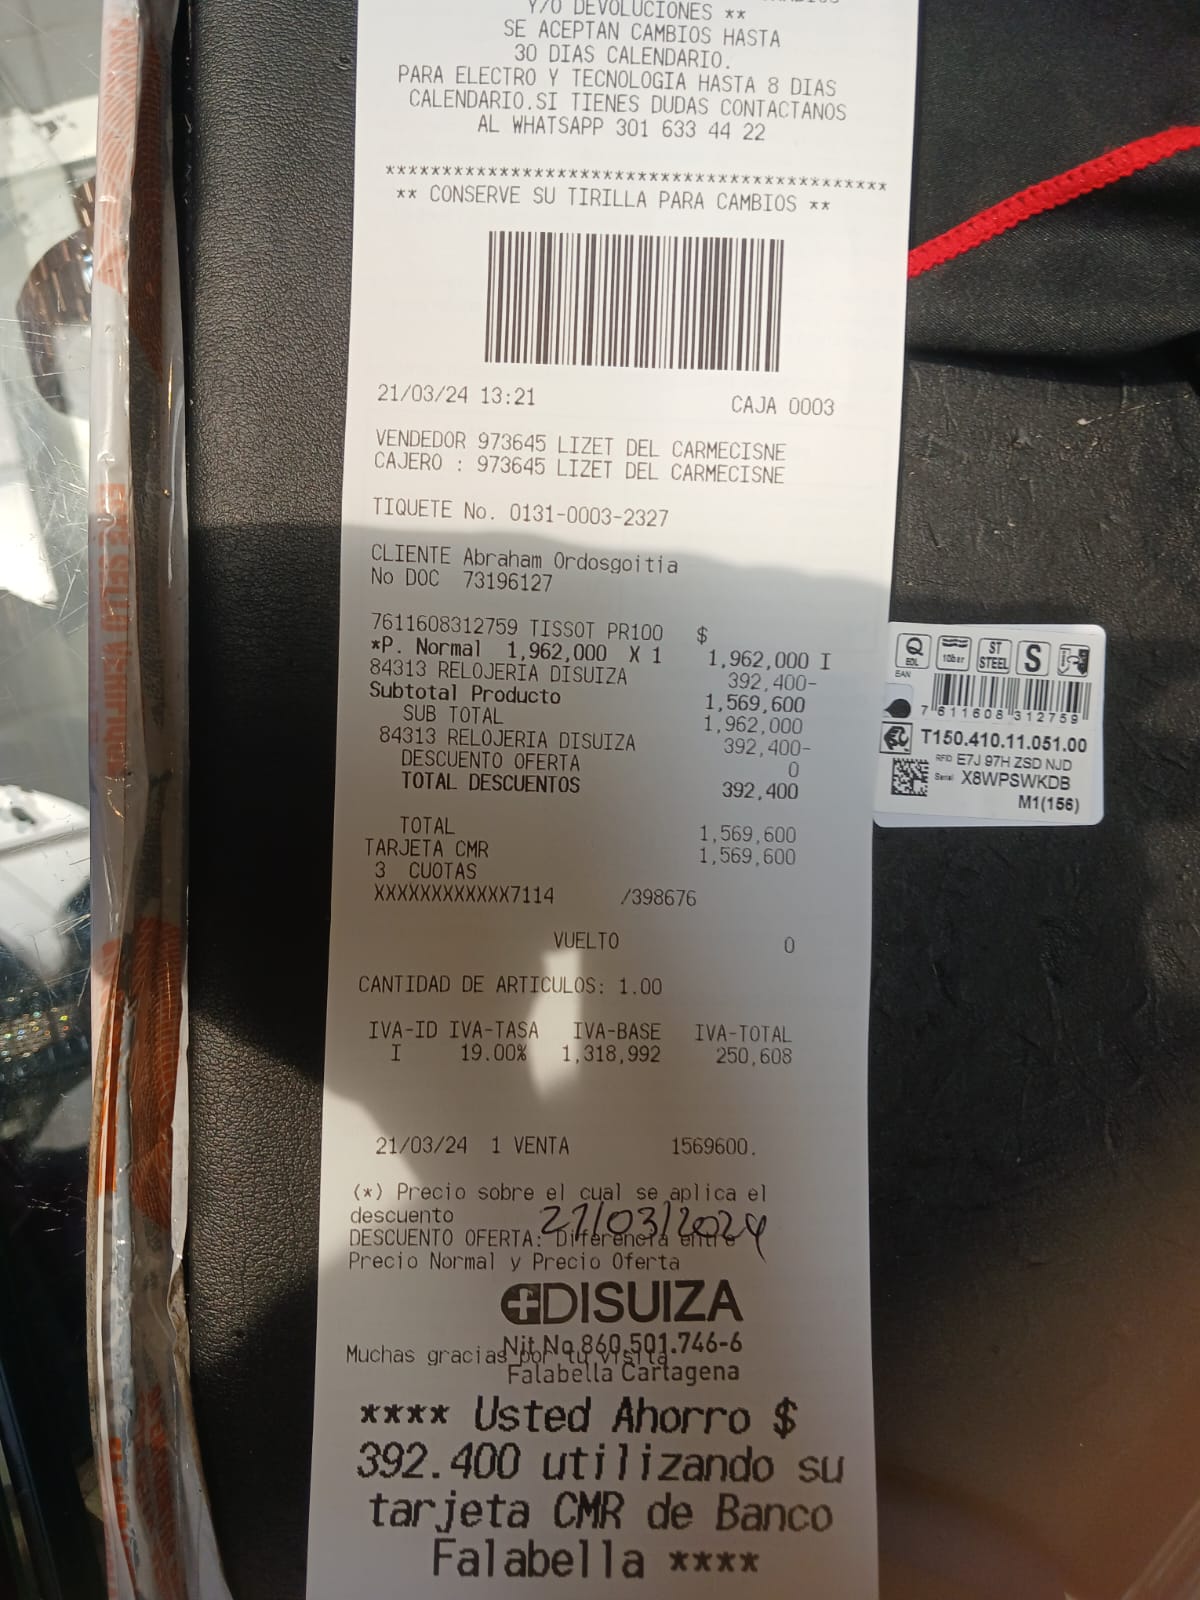 Y/O DEVOLUCIONES **
SE ACEPTAN CAMBIOS HASTA
30 DIAS CALENDARIO.
PARA ELECTRO Y TECNOLOGIA HASTA 8 DIAS
CALENDARIO.SI TIENES DUDAS CONTACTANOS
AL WHATSAPP 301 633 44 22
********************************************
** CONSERVE SU TIRILLA PARA CAMBIOS **
21/03/24 13:21 CAJA 0003
VENDEDOR 973645 LIZET DEL CARMECISNE
CAJERO : 973645 LIZET DEL CARMECISNE
TIQUETE No. 0131-0003-2327
CLIENTE Abraham Ordosgoitia
No DOC 73196127
7611608312759 TISSOT PR100 $
*P. Normal 1,962,000 X 1 1,962,000 I
84313 RELOJERIA DISUIZA 392,400-
Subtotal Producto 1,569,600
SUB TOTAL 1,962,000
84313 RELOJERIA DISUIZA 392,400-
DESCUENTO OFERTA 0
TOTAL DESCUENTOS 392,400
TOTAL 1,569,600
TARJETA CMR 1,569,600
3 CUOTAS
XXXXXXXXXXXX7114 /398676
VUELTO 0
CANTIDAD DE ARTICULOS: 1.00
IVA-ID IVA-TASA IVA-BASE IVA-TOTAL
I 19.00% 1,318,992 250,608
21/03/24 1 VENTA 1569600.
(*) Precio sobre el cual se aplica el
descuento
21/03/2024
DESCUENTO OFERTA: Diferencia entre
Precio Normal y Precio Oferta
DISUIZA
Nit No 860.501.746-6
Muchas gracias por tu visita
Falabella Cartagena
**** Usted Ahorro $
392.400 utilizando su
tarjeta CMR de Banco
Falabella ****
Q
EOL
10bar
ST
STEEL
S
EAN
7 611608 312759
T150.410.11.051.00
RFID E7J 97H ZSD NJD
Serial X8WPSWKDB
M1(156)